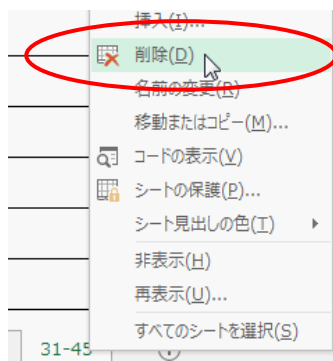 挿入(I)...
削除(D)
名前の変更(R)
移動またはコピー(M)...
コードの表示(V)
シートの保護(P)...
シート見出しの色(T)
非表示(H)
再表示(U)...
すべてのシートを選択(S)
31-45